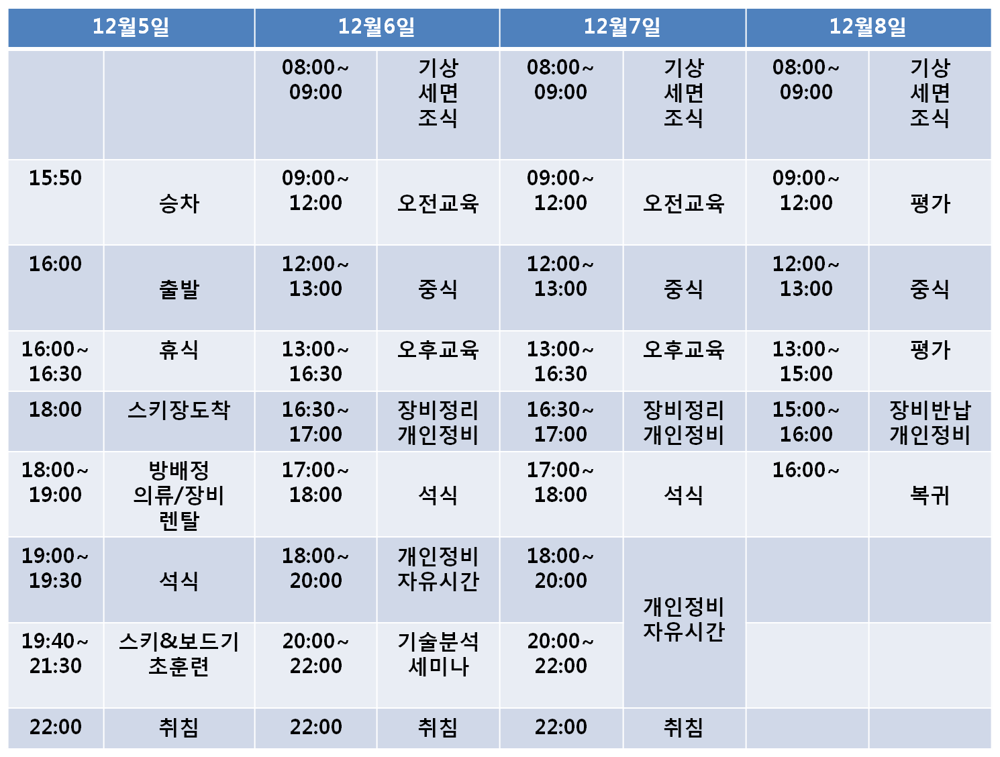 12월5일 12월6일 12월7일 12월8일
08:00~ 기상 08:00~ 기상 08:00~ 기상
09:00 세면 09:00 세면 09:00 세면
조식 조식 조식
15:50 09:00~ 09:00~ 09:00~
승차 12:00 오전교육 12:00 오전교육 12:00 평가
16:00 12:00~ 12:00~ 12:00~
출발 13:00 중식 13:00 중식 13:00 중식
16:00~ 휴식 13:00~ 오후교육 13:00~ 오후교육 13:00~ 평가
16:30 16:30 16:30 15:00
18:00 스키장도착 16:30~ 장비정리 16:30~ 장비정리 15:00~ 장비반납
17:00 개인정비 17:00 개인정비 16:00 개인정비
18:00~ 방배정 17:00~ 17:00~ 16:00~
19:00 의류/장비 18:00 석식 18:00 석식 복귀
렌탈
19:00~ 18:00~ 개인정비 18:00~
19:30 석식 20:00 자유시간 20:00
개인정비
자유시간
19:40~ 스키&보드기 20:00~ 기술분석 20:00~
21:30 초훈련 22:00 세미나 22:00
22:00 취침 22:00 취침 22:00 취침